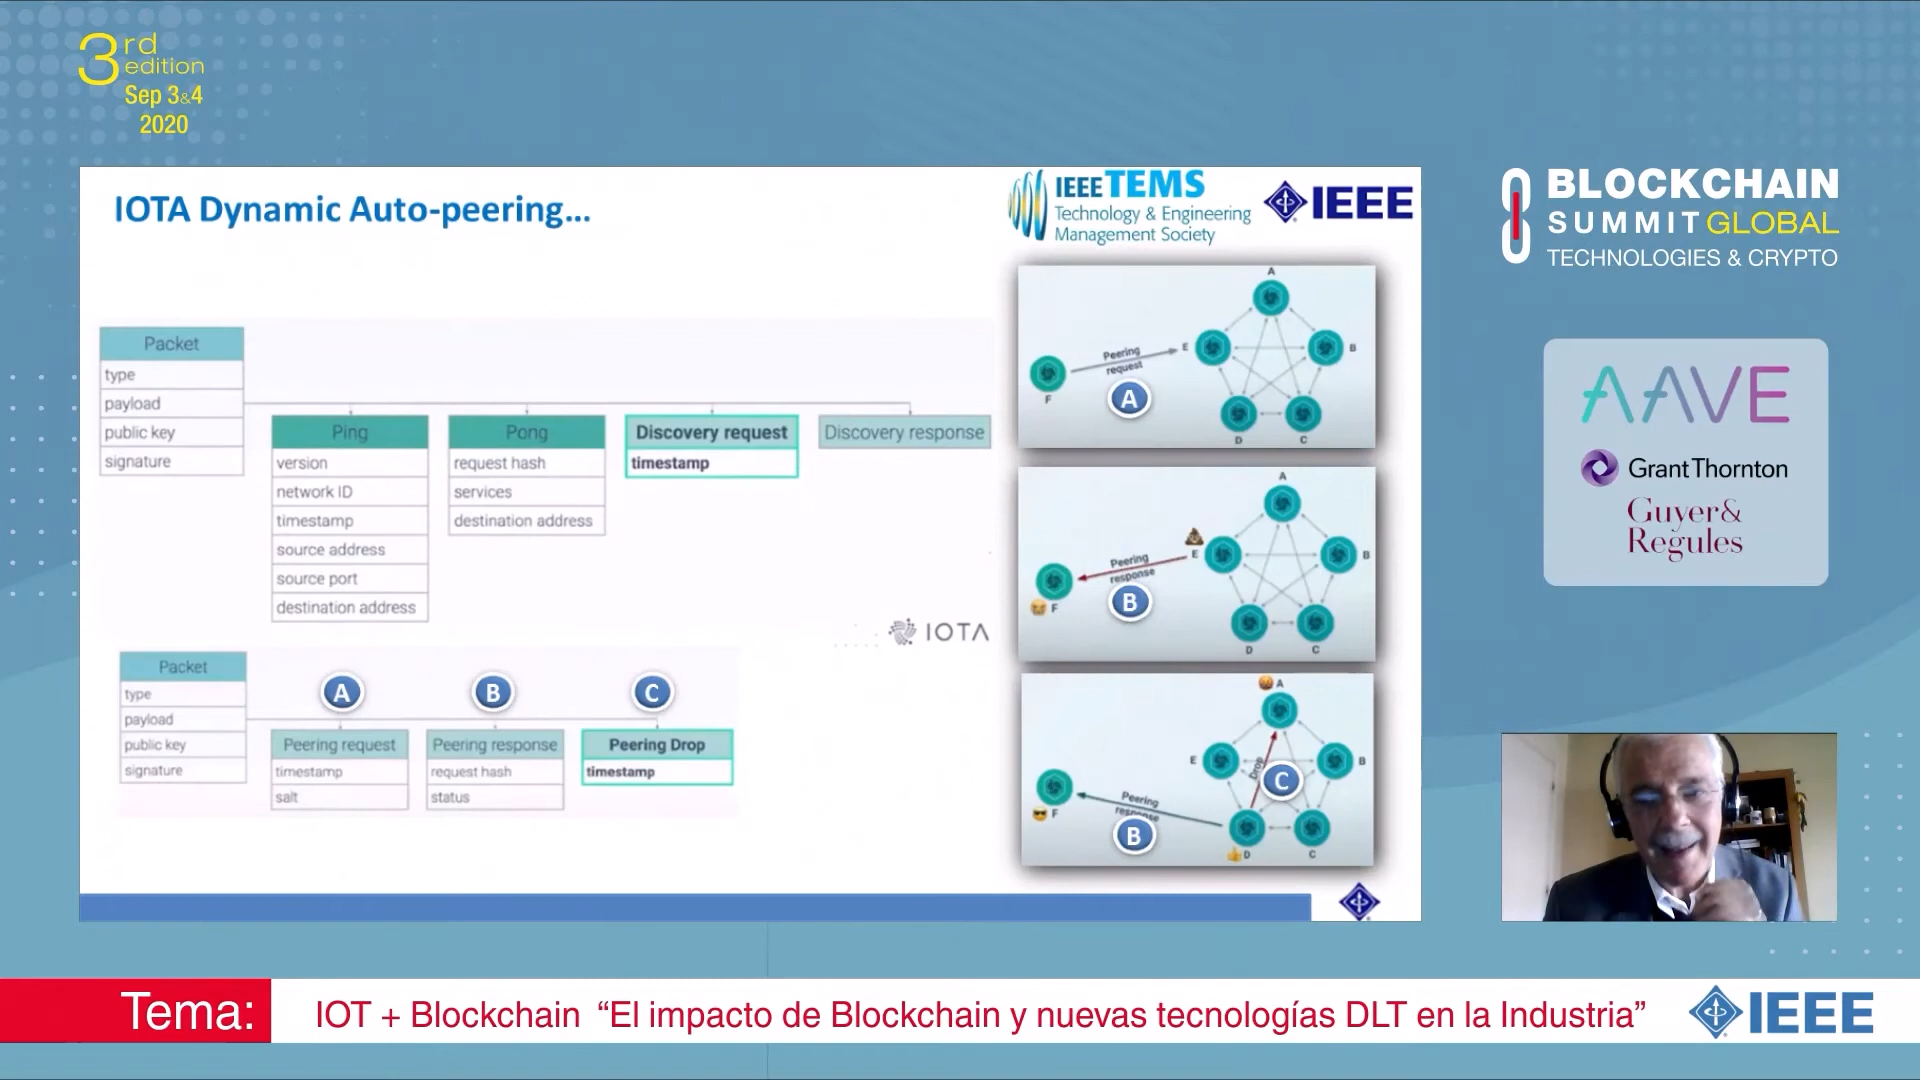 3rd
edition
Sep 3&4
2020
IOTA Dynamic Auto-peering...
IEEE TEMS
Technology & Engineering
Management Society
IEEE
BLOCKCHAIN
SUMMIT GLOBAL
TECHNOLOGIES & CRYPTO
AAVE
Grant Thornton
Guyer&
Regules
Packet
type
payload
public key
signature
Ping
version
network ID
timestamp
source address
source port
destination address
Pong
request hash
services
destination address
Discovery request
timestamp
Discovery response
IOTA
Packet
type
payload
public key
signature
A
Peering request
timestamp
salt
B
Peering response
request hash
status
C
Peering Drop
timestamp
A
E
B
Peering
request
A
F
D
C
A
E
B
Peering
response
B
F
D
C
A
E
B
Drop
C
Peering
response
B
F
D
C
Tema:
IOT + Blockchain “El impacto de Blockchain y nuevas tecnologías DLT en la Industria”
IEEE